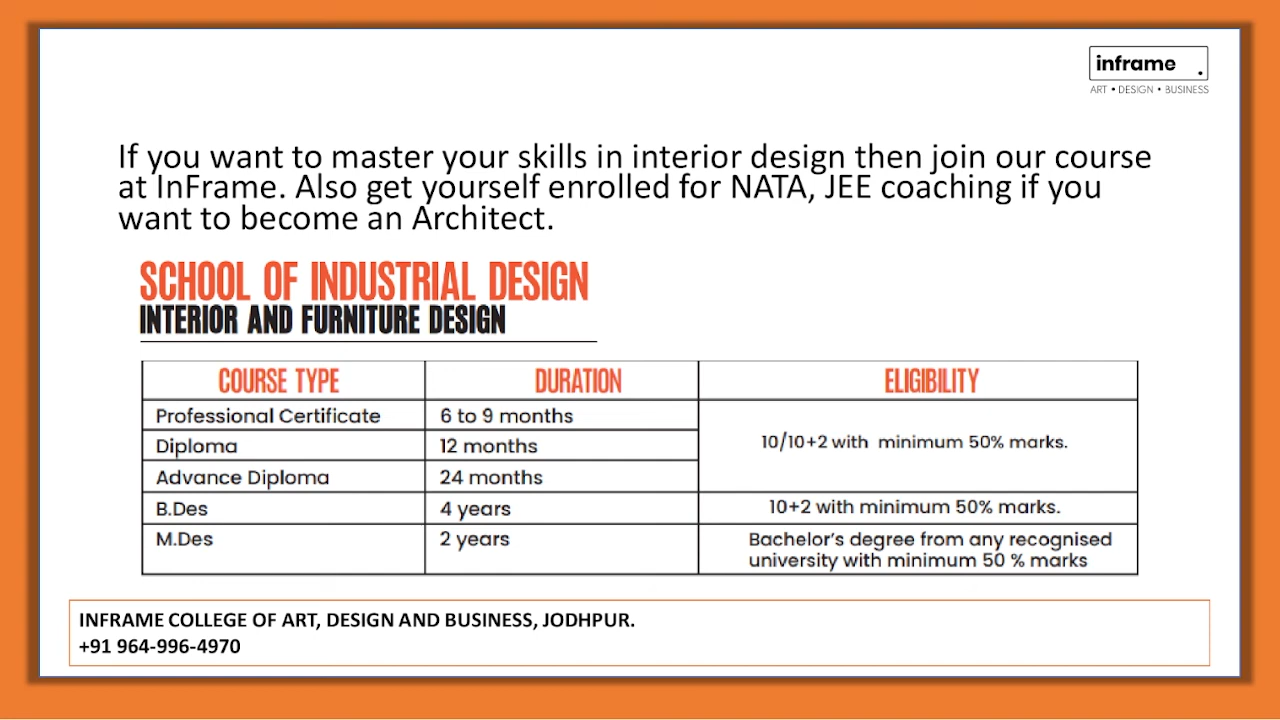 inframe .
ART • DESIGN • BUSINESS
If you want to master your skills in interior design then join our course
at InFrame. Also get yourself enrolled for NATA, JEE coaching if you
want to become an Architect.
SCHOOL OF INDUSTRIAL DESIGN
INTERIOR AND FURNITURE DESIGN
COURSE TYPE DURATION ELIGIBILITY
Professional Certificate 6 to 9 months
10/10+2 with minimum 50% marks.
Diploma 12 months
Advance Diploma 24 months
B.Des 4 years 10+2 with minimum 50% marks.
M.Des 2 years Bachelor's degree from any recognised
university with minimum 50 % marks
INFRAME COLLEGE OF ART, DESIGN AND BUSINESS, JODHPUR.
+91 964-996-4970